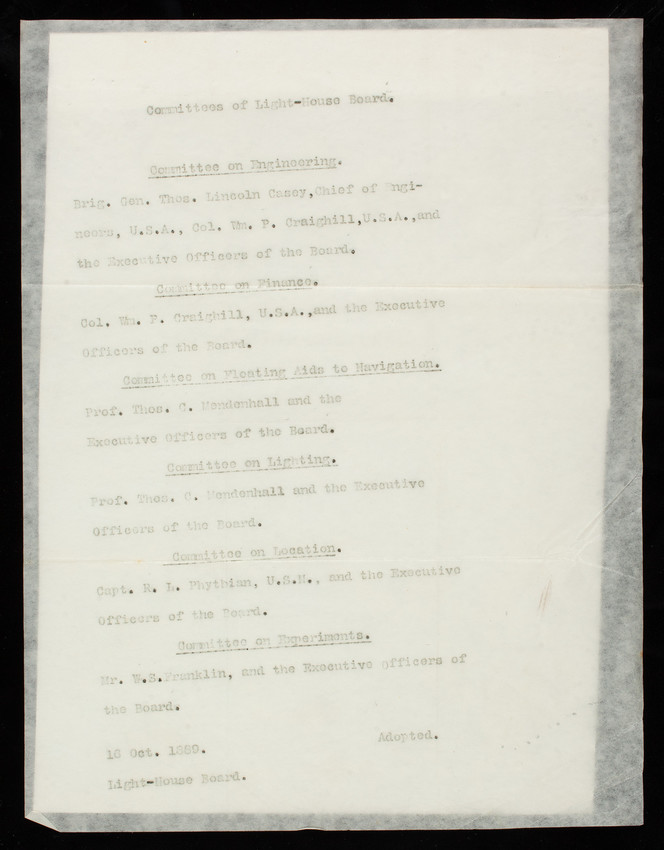 Committees of Light-House Board.
Committee on Engineering.
Brig. Gen. Thos. Lincoln Casey,Chief of Engi-
neers, U.S.A., Col. Wm. P. Craighill,U.S.A.,and
the Executive Officers of the Board.
Committee on Finance.
Col. Wm. P. Craighill, U.S.A.,and the Executive
Officers of the Board.
Committee on Floating Aids to Navigation.
Prof. Thos. C. Mendenhall and the
Executive Officers of the Board.
Committee on Lighting.
Prof. Thos. C. Mendenhall and the Executive
Officers of the Board.
Committee on Location.
Capt. R. L. Phythian, U.S.N., and the Executive
Officers of the Board.
Committee on Experiments.
Mr. W.S.Franklin, and the Executive Officers of
the Board.
Adopted.
16 Oct. 1889.
Light-House Board.